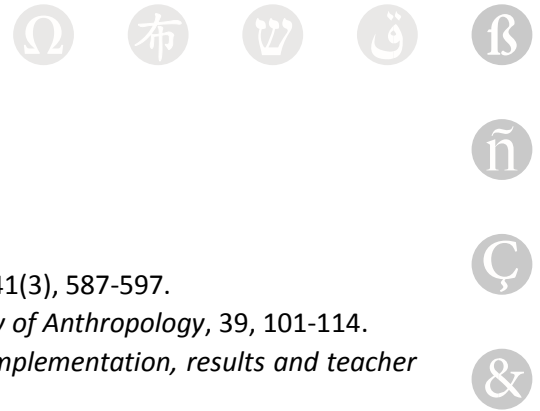 Ω 布 ש ق ß
ñ
Ç
41(3), 587-597.
of Anthropology, 39, 101-114.
mplementation, results and teacher
&